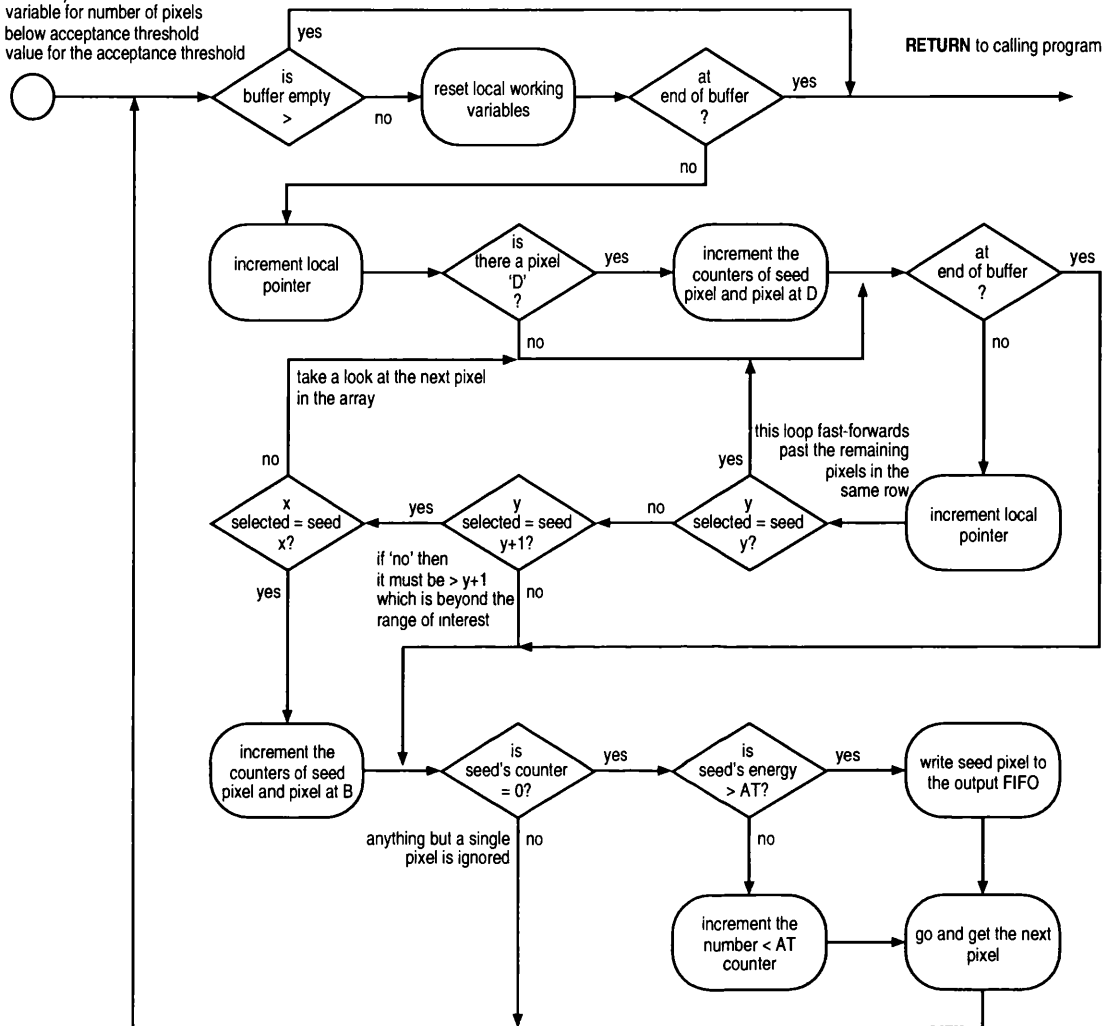 variable for number of pixels
below acceptance threshold
value for the acceptance threshold
yes
RETURN to calling program
is
buffer empty
>
no
reset local working
variables
at
end of buffer
?
yes
no
increment local
pointer
is
there a pixel
'D'
?
yes
increment the
counters of seed
pixel and pixel at D
at
end of buffer
?
yes
no
no
take a look at the next pixel
in the array
this loop fast-forwards
past the remaining
pixels in the
same row
no
yes
x
selected = seed
x?
yes
y
selected = seed
y+1?
no
y
selected = seed
y?
increment local
pointer
yes
if 'no' then
it must be > y+1
which is beyond the
range of interest
no
increment the
counters of seed
pixel and pixel at B
is
seed's counter
= 0?
yes
is
seed's energy
> AT?
yes
write seed pixel to
the output FIFO
anything but a single
pixel is ignored
no
no
increment the
number < AT
counter
go and get the next
pixel